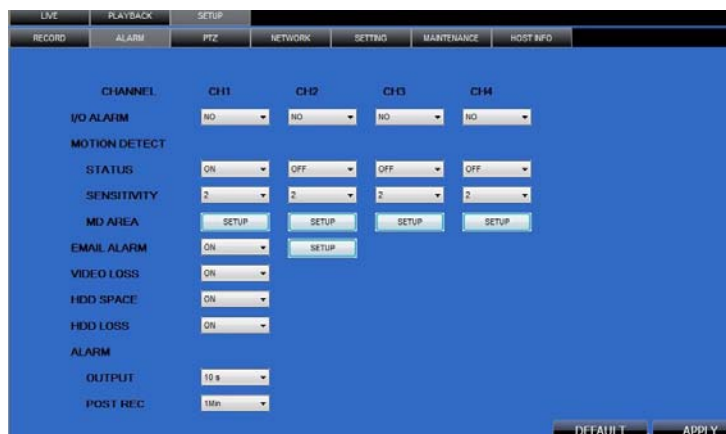 LIVE PLAYBACK SETUP
RECORD ALARM PTZ NETWORK SETTING MAINTENANCE HOST INFO
CHANNEL CH1 CH2 CH3 CH4
I/O ALARM NO NO NO NO
MOTION DETECT
STATUS ON OFF OFF OFF
SENSITIVITY 2 2 2 2
MD AREA SETUP SETUP SETUP SETUP
EMAIL ALARM ON SETUP
VIDEO LOSS ON
HDD SPACE ON
HDD LOSS ON
ALARM
OUTPUT 10 s
POST REC 1Min
DEFAULT APPLY